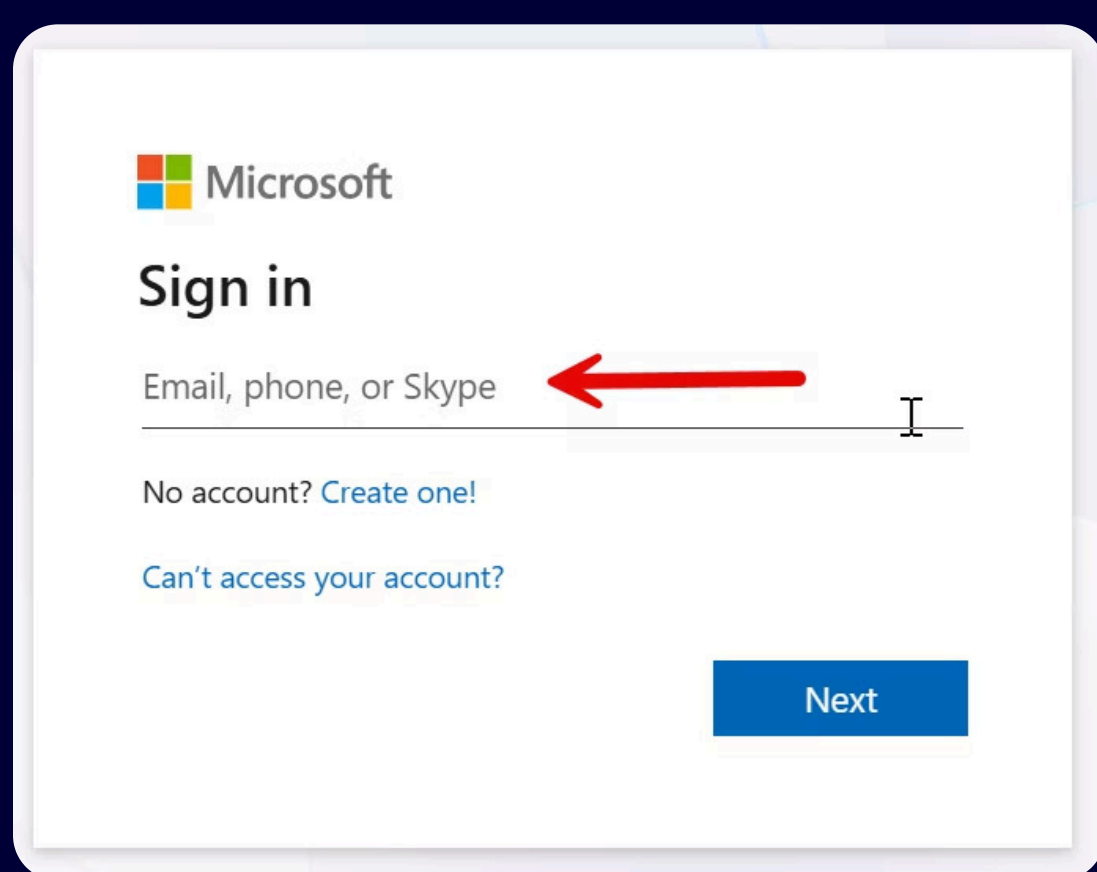 Microsoft
Sign in
Email, phone, or Skype
No account? Create one!
Can't access your account?
Next